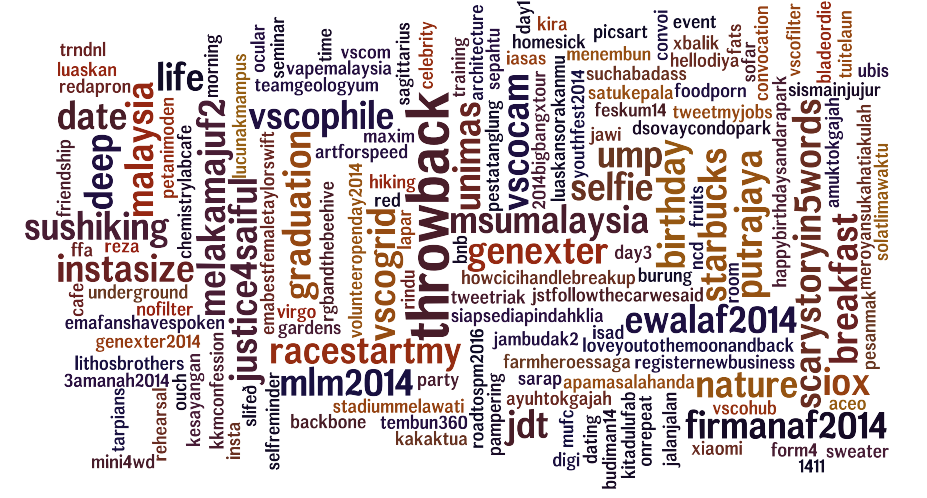 trndnl
luaskan
redapron
life
morning
ocular
seminar
time
vscom
vapemalaysia
teamgeologyum
sagittarius
celebrity
training
architecture
sepahtu
day1
kira
homesick
iasas
picsart
menembun
convoi
event
xbalik
hellodiya
fats
sofar
convocation
vscofilter
bladeordie
tuitelaun
ubis
date
malaysia
petanimoden
lucunaknmampus
vscophile
maxim
artforspeed
suchabadass
satukepala
foodporn
sismainjujur
feskum14
tweetmyjobs
jawi
dsovaycondopark
friendship
deep
chemistrylabcafe
melakamajuf2
emabestfemaletaylorswift
graduation
rgbandthebeehive
volunteeropenday2014
hiking
red
lapar
throwback
unimas
pestatanglung
vscocam
2014bigbangxtour
luaskansorakanmu
youthfest2014
ump
selfie
birthday
fruits
ncd
starbucks
putrajaya
happybirthdaysandarapark
scarystoryin5words
amuktokgajah
meroyansukahatiakulah
solatlimawaktu
sushiking
ffa
reza
instasize
cafe
underground
nofilter
emafanshavespoken
genexter2014
justice4saiful
virgo
gardens
vscogrid
rindu
msumalaysia
bnb
genexter
day3
howcicihandlebreakup
burung
room
tweetriak
jstfollowthecarwesaid
siapsediapindahklia
isad
ewalaf2014
breakfast
pesanmak
lithosbrothers
3amanah2014
ouch
kesayangan
kkmconfession
racestartmy
jambudak2
loveyoutothemoonandback
farmheroessaga
registernewbusiness
mlm2014
party
roadtospm2016
pampering
sarap
apamasalahanda
nature
iox
slifeð
selfreminder
stadiummelawati
ayuhtokgajah
vscohub
aceo
tarpians
rehearsal
insta
backbone
tembun360
kakaktua
jdt
mufc
dating
budiman14
kitadulufab
onrepeat
jalanjalan
firmanaf2014
mini4wd
digi
xiaomi
form4
sweater
1411